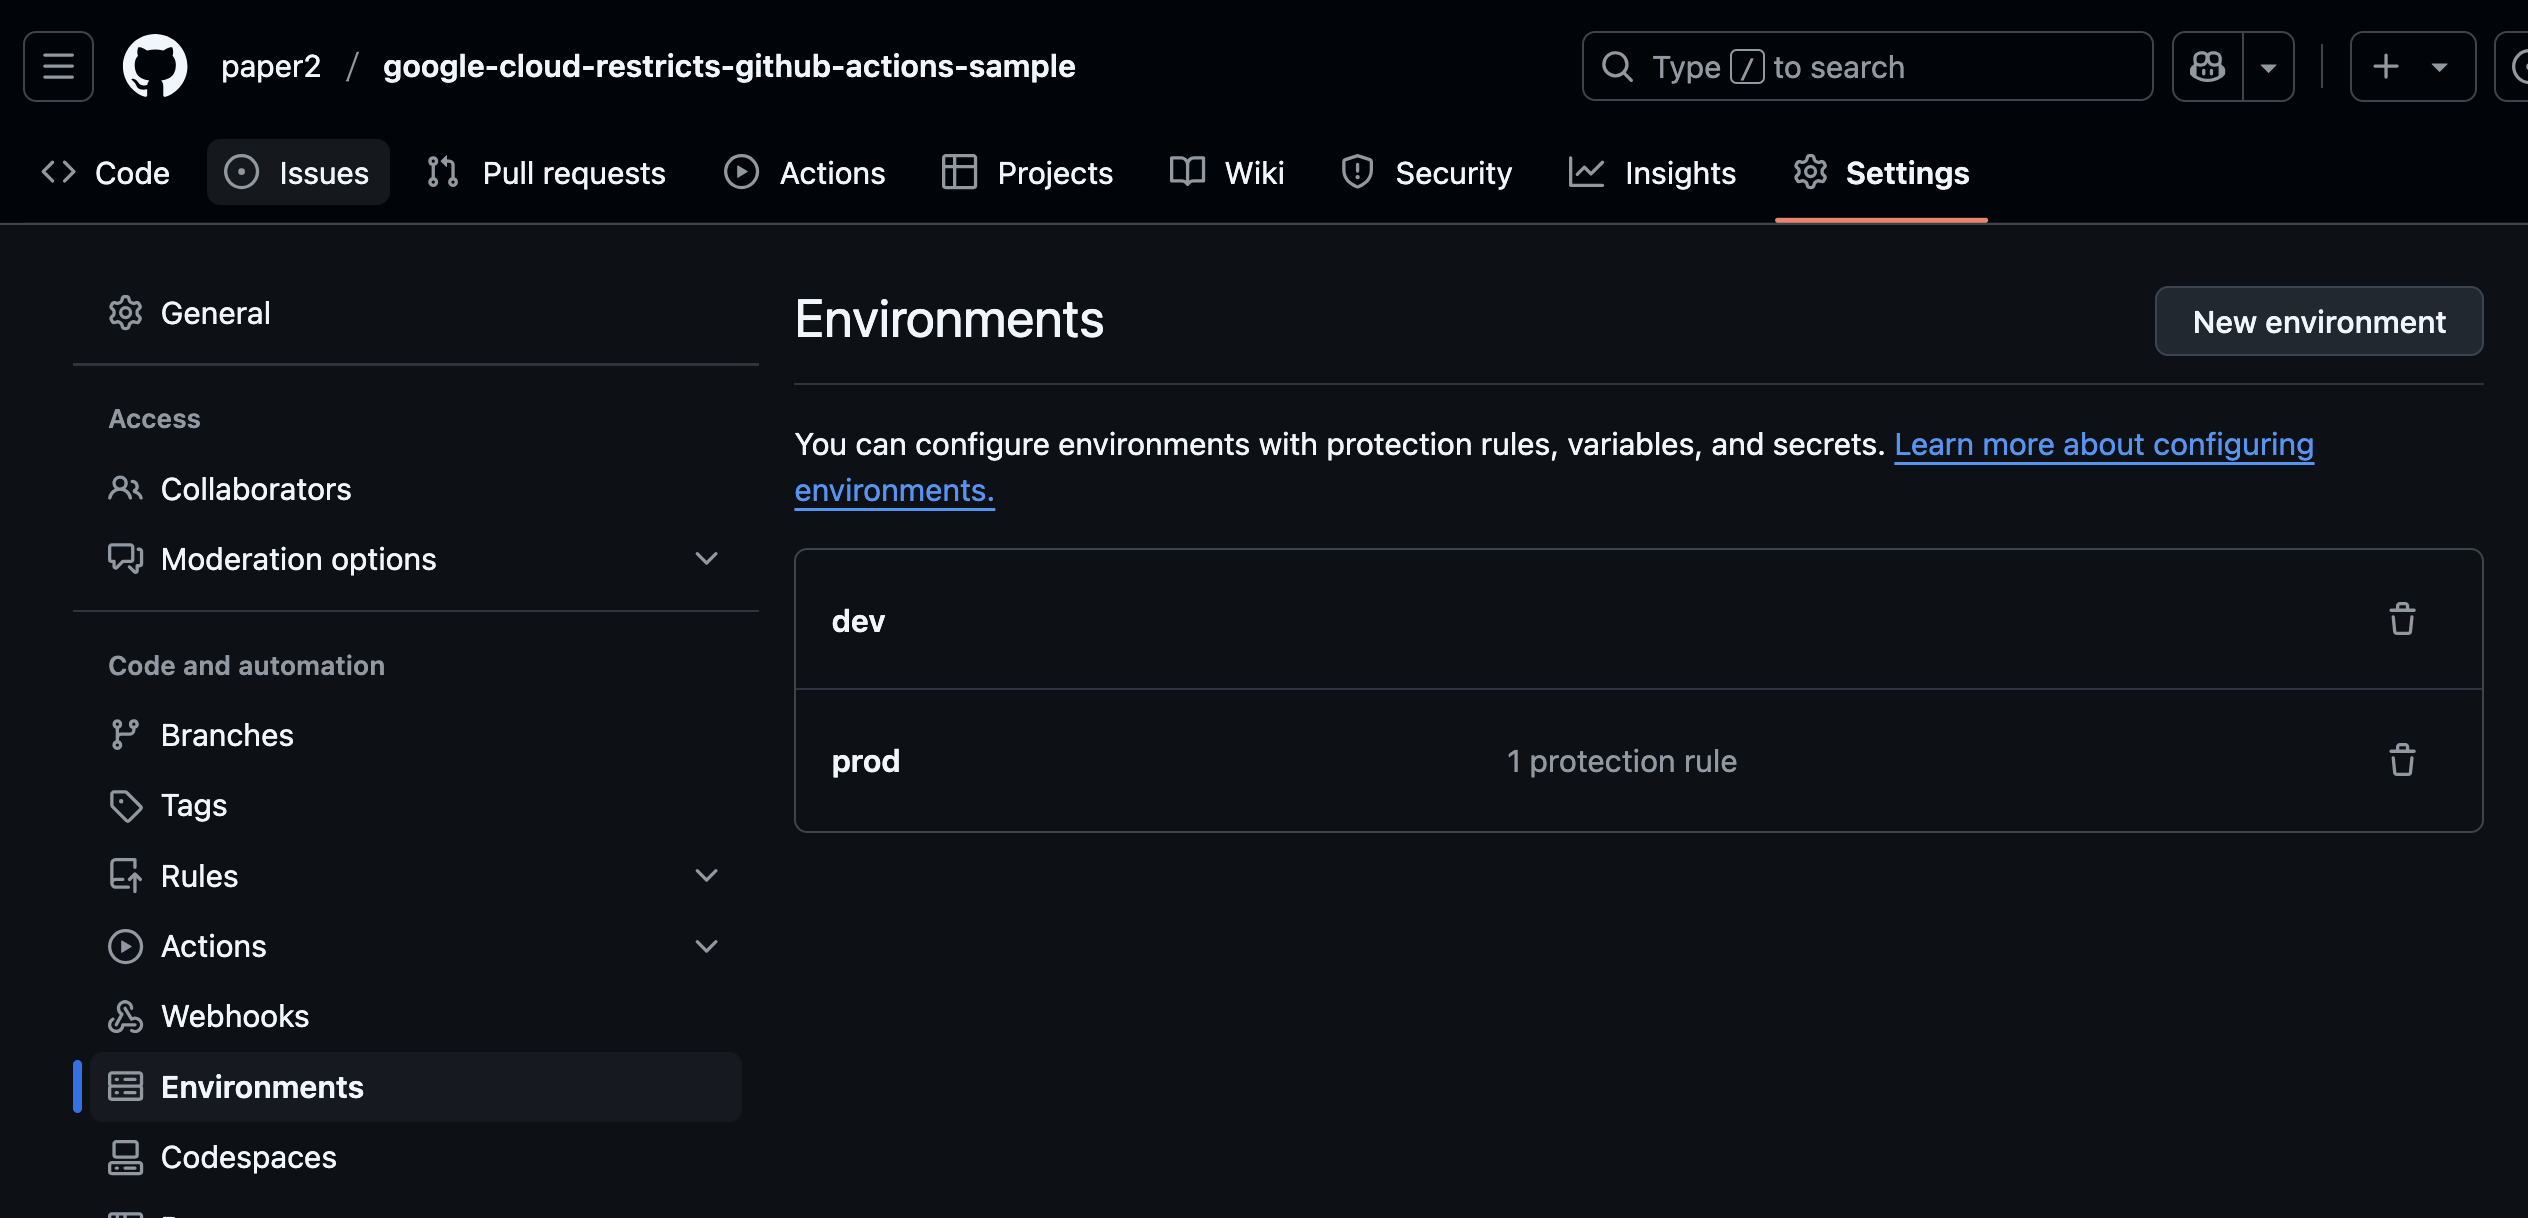 paper2 / google-cloud-restricts-github-actions-sample
Type / to search
Code
Issues
Pull requests
Actions
Projects
Wiki
Security
Insights
Settings
General
Access
Collaborators
Moderation options
Code and automation
Branches
Tags
Rules
Actions
Webhooks
Environments
Codespaces
Environments
New environment
You can configure environments with protection rules, variables, and secrets. Learn more about configuring
environments.
dev
prod
1 protection rule